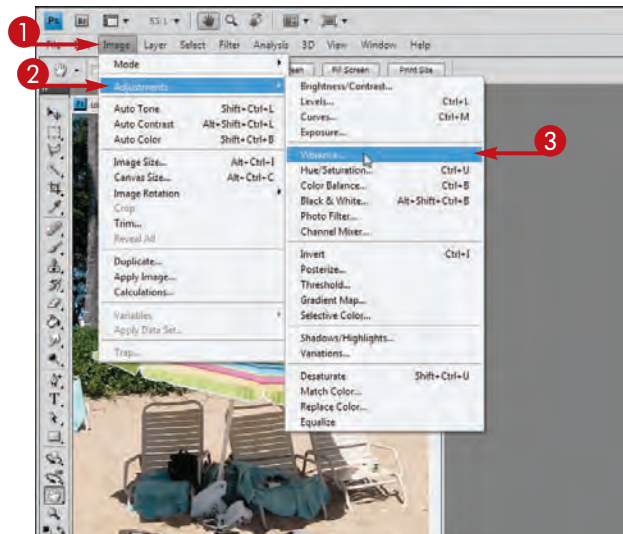 Ps Br 53.1
1
File Image Layer Select Filter Analysis 3D View Window Help
2
Fill Screen Print Size
Mode
Adjustments
Auto Tone Shift+Ctrl+L
Auto Contrast Alt+Shift+Ctrl+L
Auto Color Shift+Ctrl+B
Image Size... Alt+Ctrl+I
Canvas Size... Alt+Ctrl+C
Image Rotation
Crop
Trim...
Reveal All
Duplicate...
Apply Image...
Calculations...
Variables
Apply Data Set...
Trap...
Brightness/Contrast...
Levels... Ctrl+L
Curves... Ctrl+M
Exposure...
Vibrance... 3
Hue/Saturation... Ctrl+U
Color Balance... Ctrl+B
Black & White... Alt+Shift+Ctrl+B
Photo Filter...
Channel Mixer...
Invert Ctrl+I
Posterize...
Threshold...
Gradient Map...
Selective Color...
Shadows/Highlights...
Variations...
Desaturate Shift+Ctrl+U
Match Color...
Replace Color...
Equalize